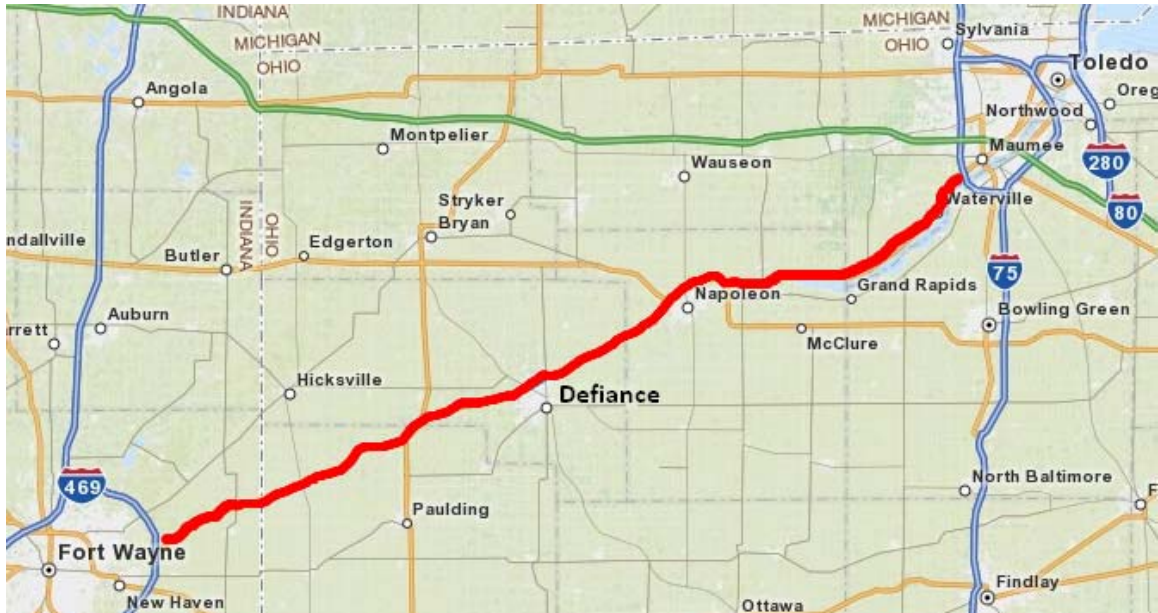 INDIANA
MICHIGAN
OHIO
MICHIGAN
OHIO
Sylvania
Toledo
Angola
Oreg
Northwood
Montpelier
Maumee
Wauseon
280
Stryker
Bryan
INDIANA
OHIO
Waterville
80
ndallville
Butler
Edgerton
75
Grand Rapids
Napoleon
Auburn
Bowling Green
rrett
McClure
Hicksville
Defiance
469
North Baltimore
F
Paulding
Fort Wayne
Findlay
New Haven
Ottawa